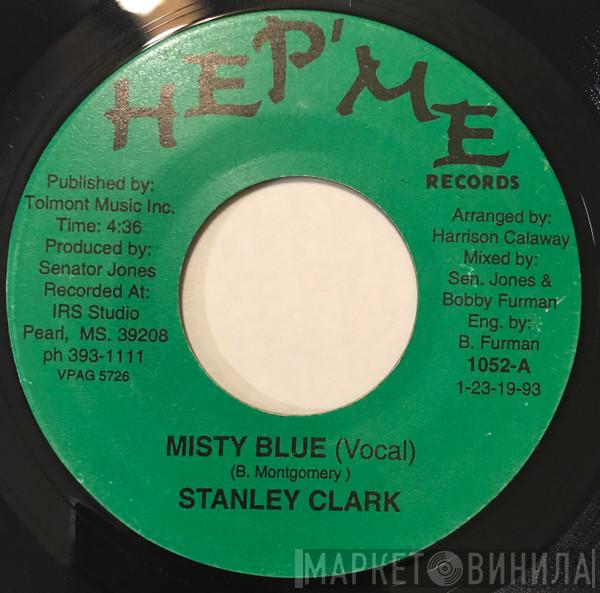 HEP'ME
RECORDS
Published by:
Tolmont Music Inc.
Time: 4:36
Produced by:
Senator Jones
Recorded At:
IRS Studio
Pearl, MS. 39208
ph 393-1111
VPAG 5726
Arranged by:
Harrison Calaway
Mixed by:
Sen. Jones &
Bobby Furman
Eng. by:
B. Furman
1052-A
1-23-19-93
MISTY BLUE (Vocal)
(B. Montgomery )
STANLEY CLARK
МАРКЕТ ВИНИЛА